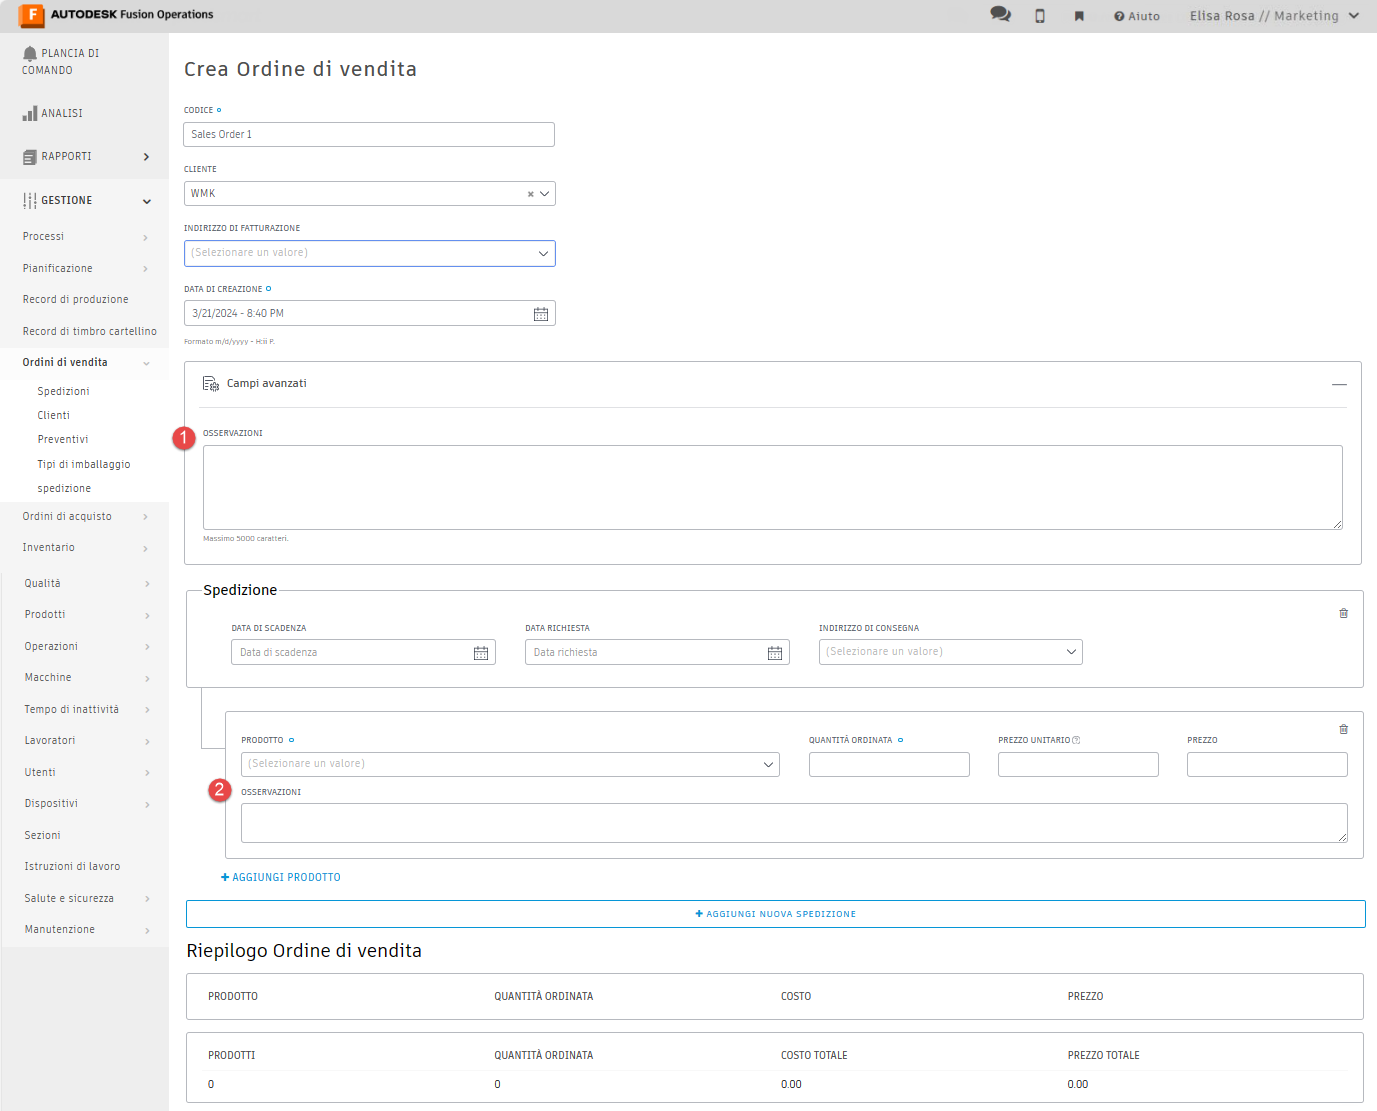 AUTODESK Fusion Operations
Aiuto
Elisa Rosa // Marketing
PLANCIA DI
COMANDO
ANALISI
RAPPORTI
GESTIONE
Processi
Pianificazione
Record di produzione
Record di timbro cartellino
Ordini di vendita
Spedizioni
Clienti
Preventivi
Tipi di imballaggio
spedizione
Ordini di acquisto
Inventario
Qualità
Prodotti
Operazioni
Macchine
Tempo di inattività
Lavoratori
Utenti
Dispositivi
Sezioni
Istruzioni di lavoro
Salute e sicurezza
Manutenzione
Crea Ordine di vendita
CODICE
Sales Order 1
CLIENTE
WMK
INDIRIZZO DI FATTURAZIONE
(Selezionare un valore)
DATA DI CREAZIONE
3/21/2024 - 8:40 PM
Formato m/d/yyyy - H:ii P.
Campi avanzati
1
OSSERVAZIONI
Massimo 5000 caratteri.
Spedizione
DATA DI SCADENZA
Data di scadenza
DATA RICHIESTA
Data richiesta
INDIRIZZO DI CONSEGNA
(Selezionare un valore)
PRODOTTO
(Selezionare un valore)
QUANTITÀ ORDINATA
PREZZO UNITARIO
PREZZO
2
OSSERVAZIONI
+ AGGIUNGI PRODOTTO
+ AGGIUNGI NUOVA SPEDIZIONE
Riepilogo Ordine di vendita
PRODOTTO QUANTITÀ ORDINATA COSTO PREZZO
PRODOTTI QUANTITÀ ORDINATA COSTO TOTALE PREZZO TOTALE
0 0 0.00 0.00